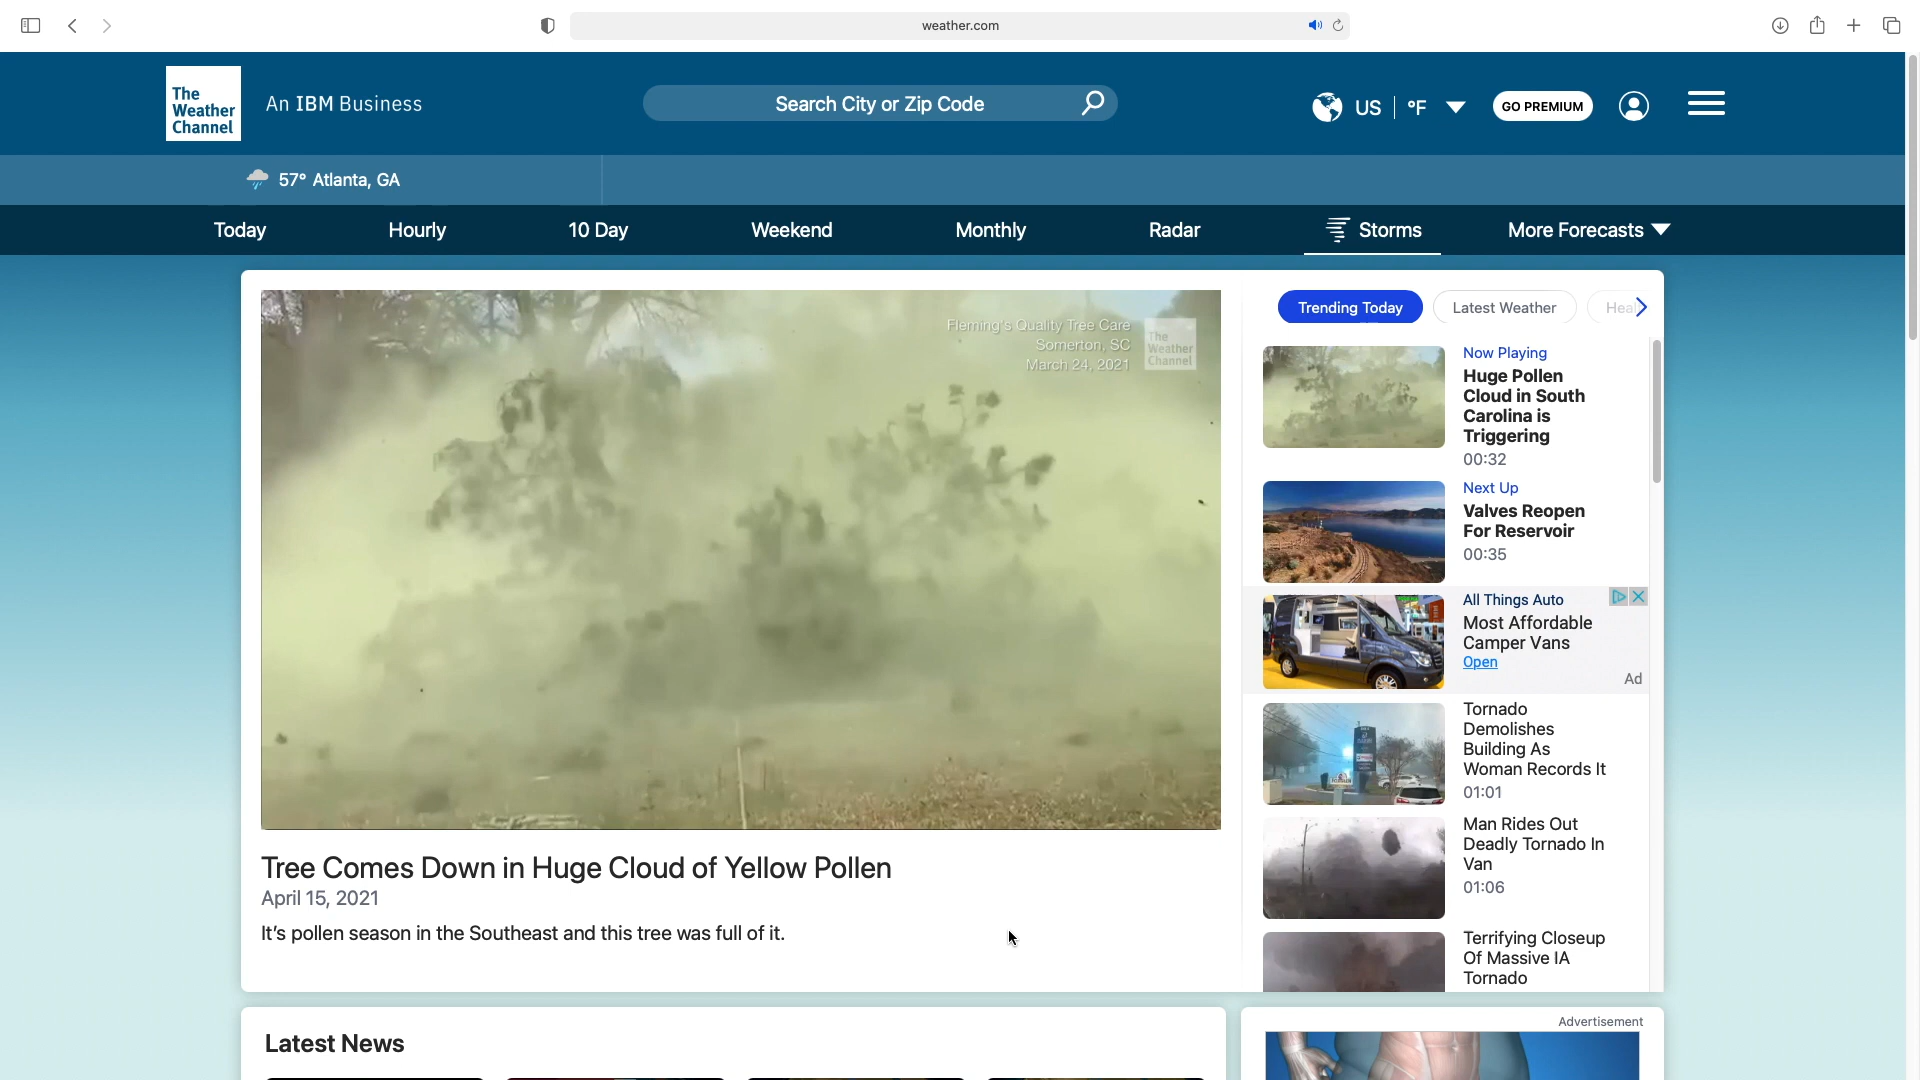 weather.com
The
Weather
Channel
An IBM Business
Search City or Zip Code
US
°F
GO PREMIUM
57° Atlanta, GA
Today
Hourly
10 Day
Weekend
Monthly
Radar
Storms
More Forecasts
Fleming's Quality Tree Care
Somerton, SC
March 24, 2021
The
Weather
Channel
Tree Comes Down in Huge Cloud of Yellow Pollen
April 15, 2021
It's pollen season in the Southeast and this tree was full of it.
Trending Today
Latest Weather
Heal
Now Playing
Huge Pollen
Cloud in South
Carolina is
Triggering
00:32
Next Up
Valves Reopen
For Reservoir
00:35
All Things Auto
Most Affordable
Camper Vans
Open
Ad
Tornado
Demolishes
Building As
Woman Records It
01:01
Man Rides Out
Deadly Tornado In
Van
01:06
Terrifying Closeup
Of Massive IA
Tornado
Latest News
Advertisement